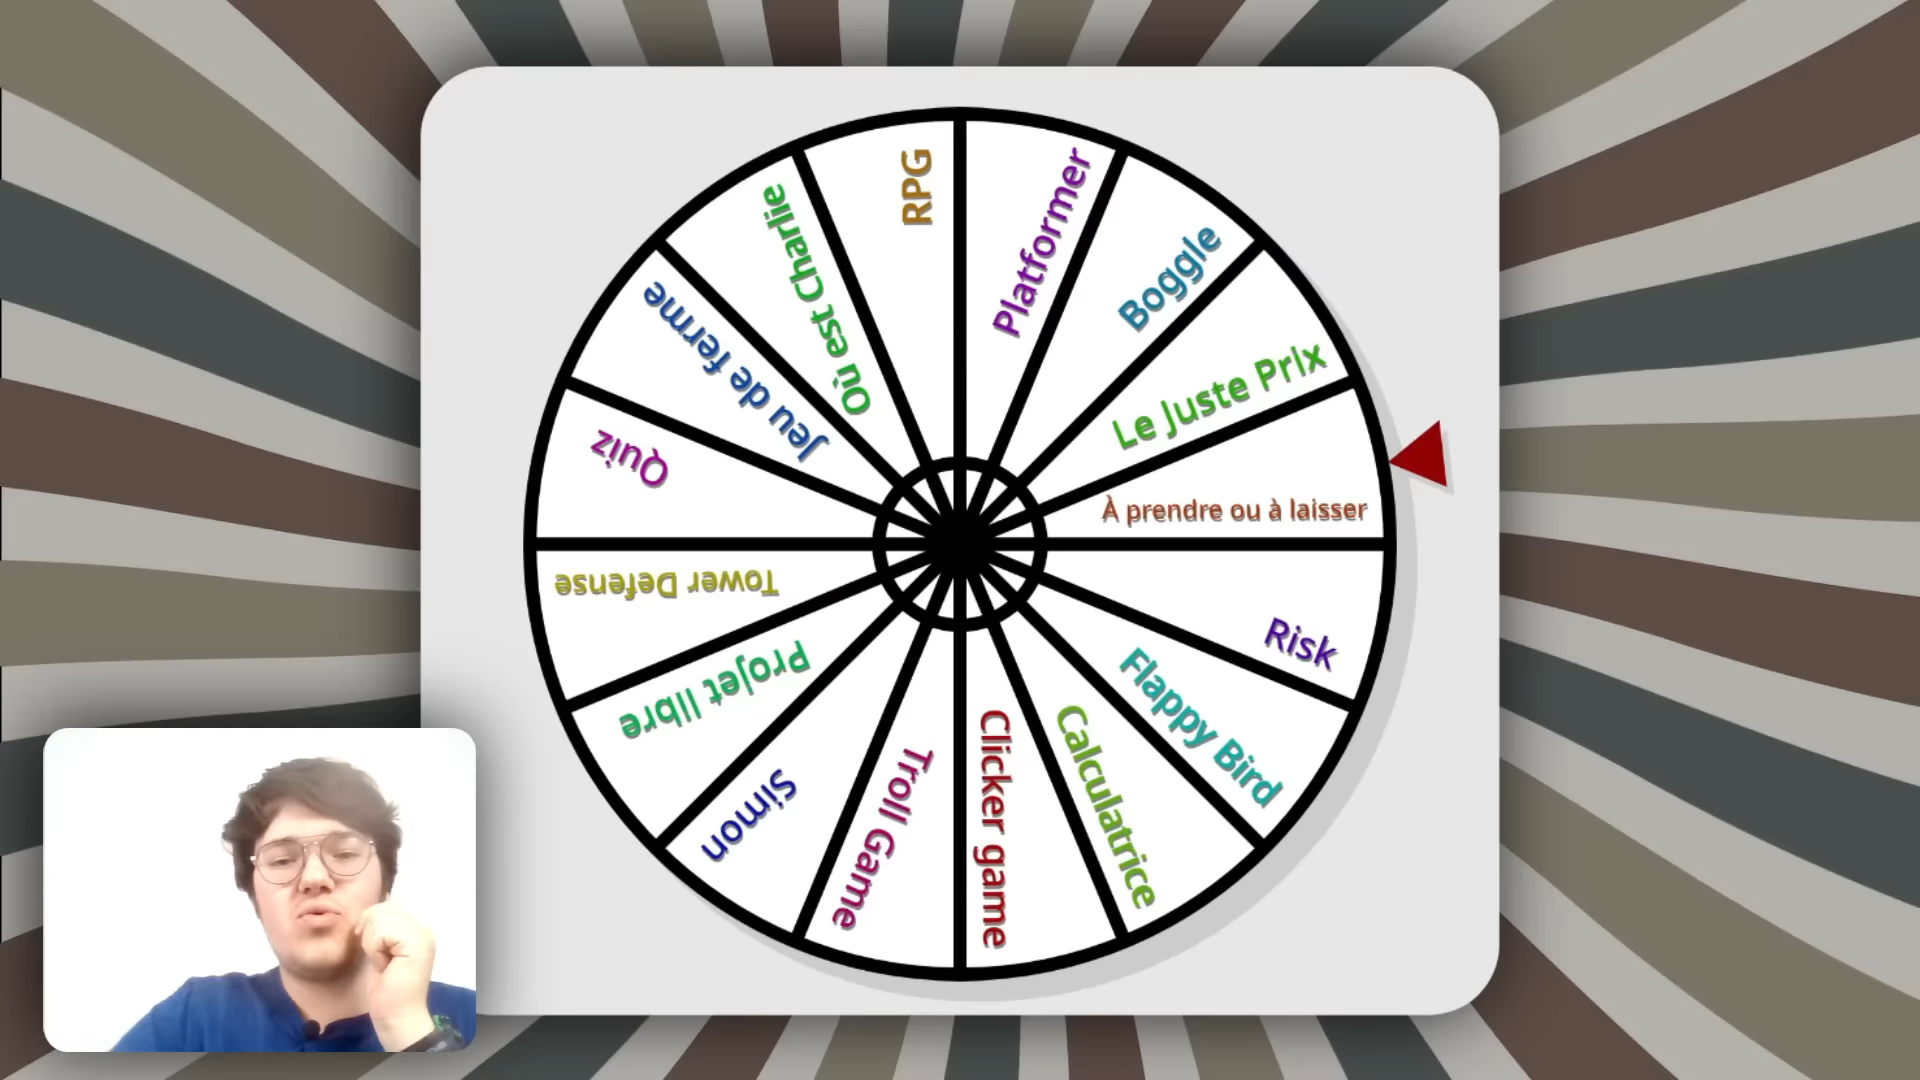 RPG
Platformer
Boggle
Le Juste Prix
À prendre ou à laisser
Risk
Flappy Bird
Calculatrice
Clicker game
Troll Game
Simon
Projet libre
Tower Defense
Quiz
Jeu de ferme
Où est Charlie